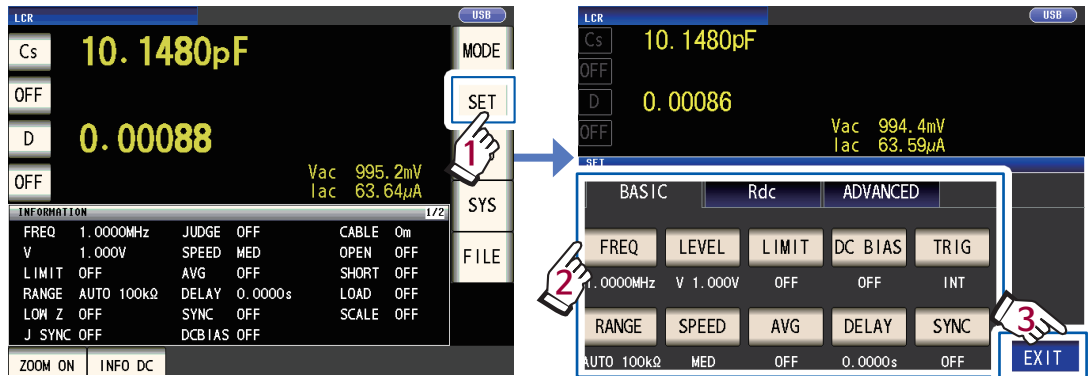 LCR USB
Cs 10.1480pF MODE
OFF SET
1
D 0.00088
Vac 995.2mV
OFF Iac 63.64μA
SYS
INFORMATION 1/2
FREQ 1.0000MHz JUDGE OFF CABLE 0m
V 1.000V SPEED MED OPEN OFF
FILE
LIMIT OFF AVG OFF SHORT OFF
RANGE AUTO 100kΩ DELAY 0.0000s LOAD OFF
LOW Z OFF SYNC OFF SCALE OFF
J SYNC OFF DCBIAS OFF
ZOOM ON INFO DC
LCR USB
Cs 10.1480pF
OFF
D 0.00086
OFF Vac 994.4mV
Iac 63.59μA
SET
BASIC Rdc ADVANCED
FREQ LEVEL LIMIT DC BIAS TRIG
2
1.0000MHz V 1.000V OFF OFF INT
RANGE SPEED AVG DELAY SYNC
3
AUTO 100kΩ MED OFF 0.0000s OFF
EXIT